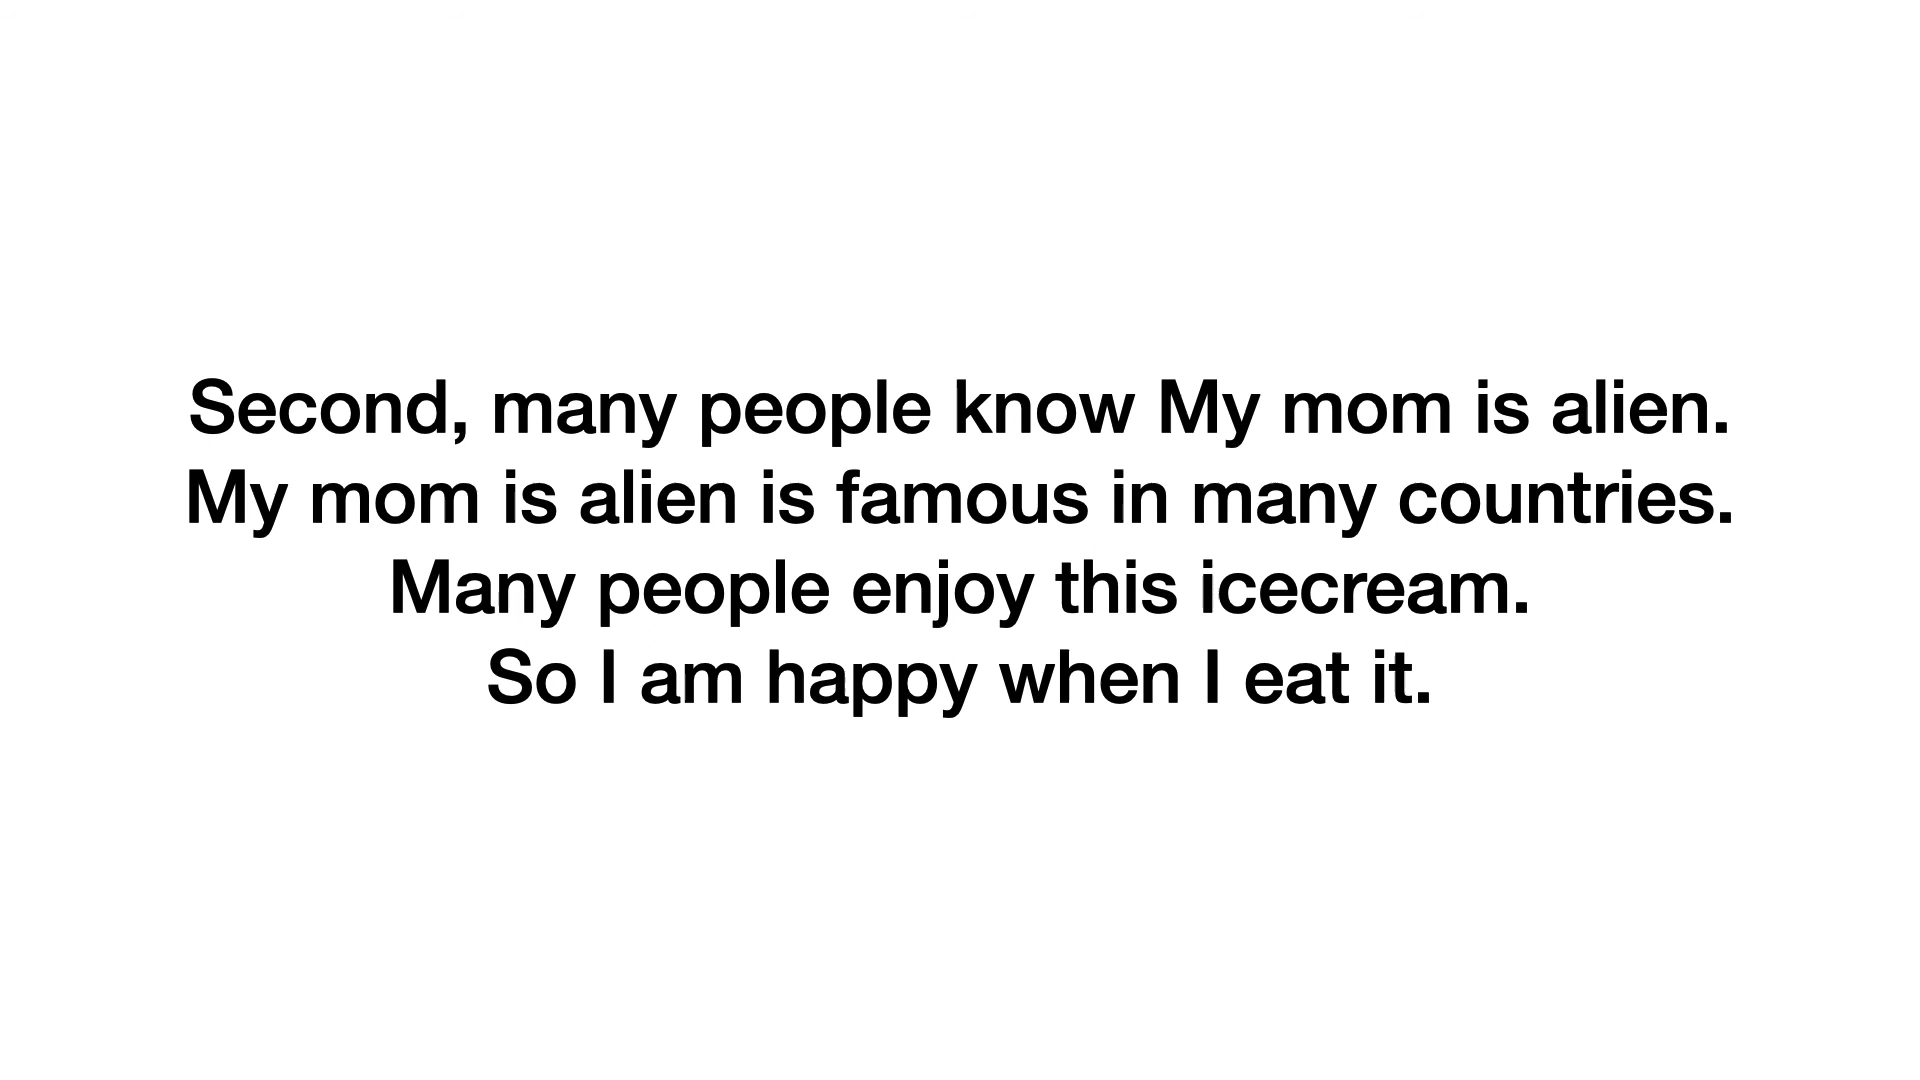 Second, many people know My mom is alien.
My mom is alien is famous in many countries.
Many people enjoy this icecream.
So I am happy when I eat it.